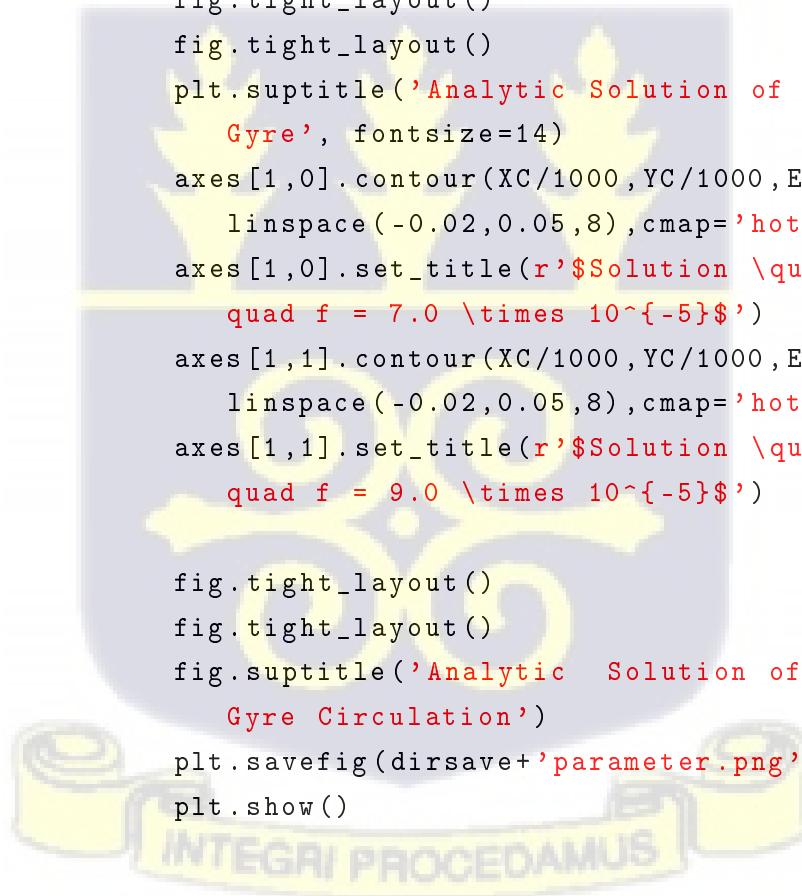 fig.tight_layout()
fig.tight_layout()
plt.suptitle('Analytic Solution of
Gyre', fontsize=14)
axes[1,0].contour(XC/1000,YC/1000,E
linspace(-0.02,0.05,8),cmap='hot
axes[1,0].set_title(r'$Solution \qu
quad f = 7.0 \times 10^{-5}$')
axes[1,1].contour(XC/1000,YC/1000,E
linspace(-0.02,0.05,8),cmap='hot
axes[1,1].set_title(r'$Solution \qu
quad f = 9.0 \times 10^{-5}$')
fig.tight_layout()
fig.tight_layout()
fig.suptitle('Analytic  Solution of
Gyre Circulation')
plt.savefig(dirsave+'parameter.png'
plt.show()
INTEGRI PROCEDAMUS